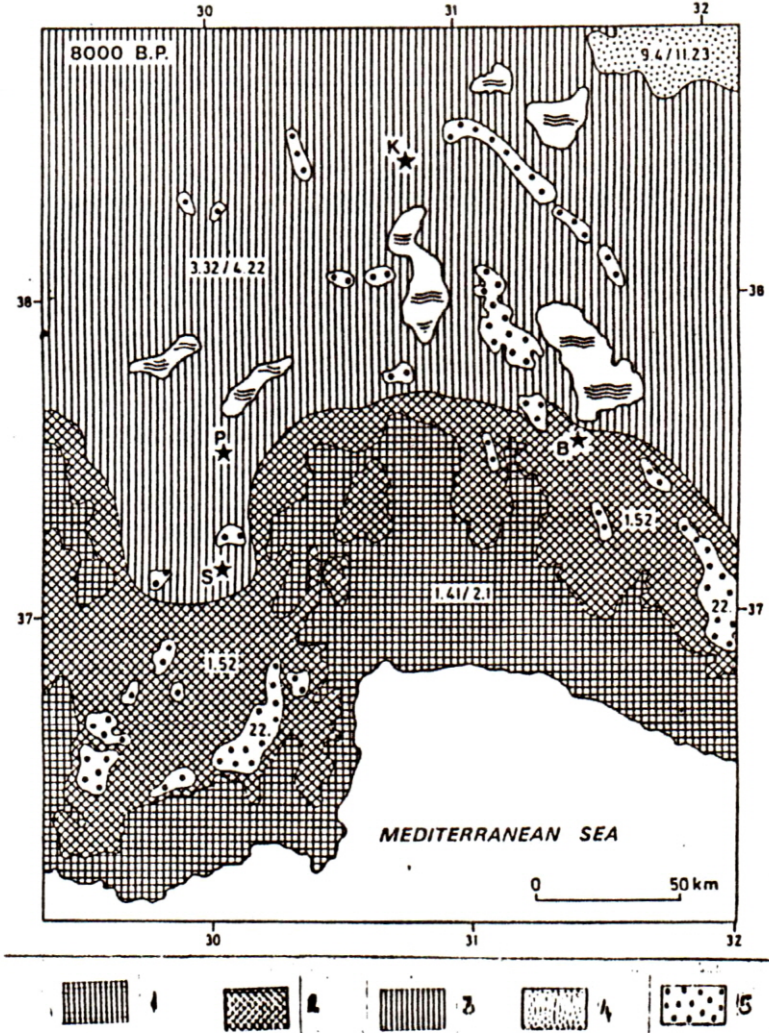 30 31 32
8000 B.P.
9.4/11.23
K
3.32/4.22
38 38
P
B
1.52
S
1.41/2.1
22.
37 37
1.52
22.
MEDITERRANEAN SEA
0 50 km
30 31 32
1 2 3 4 5